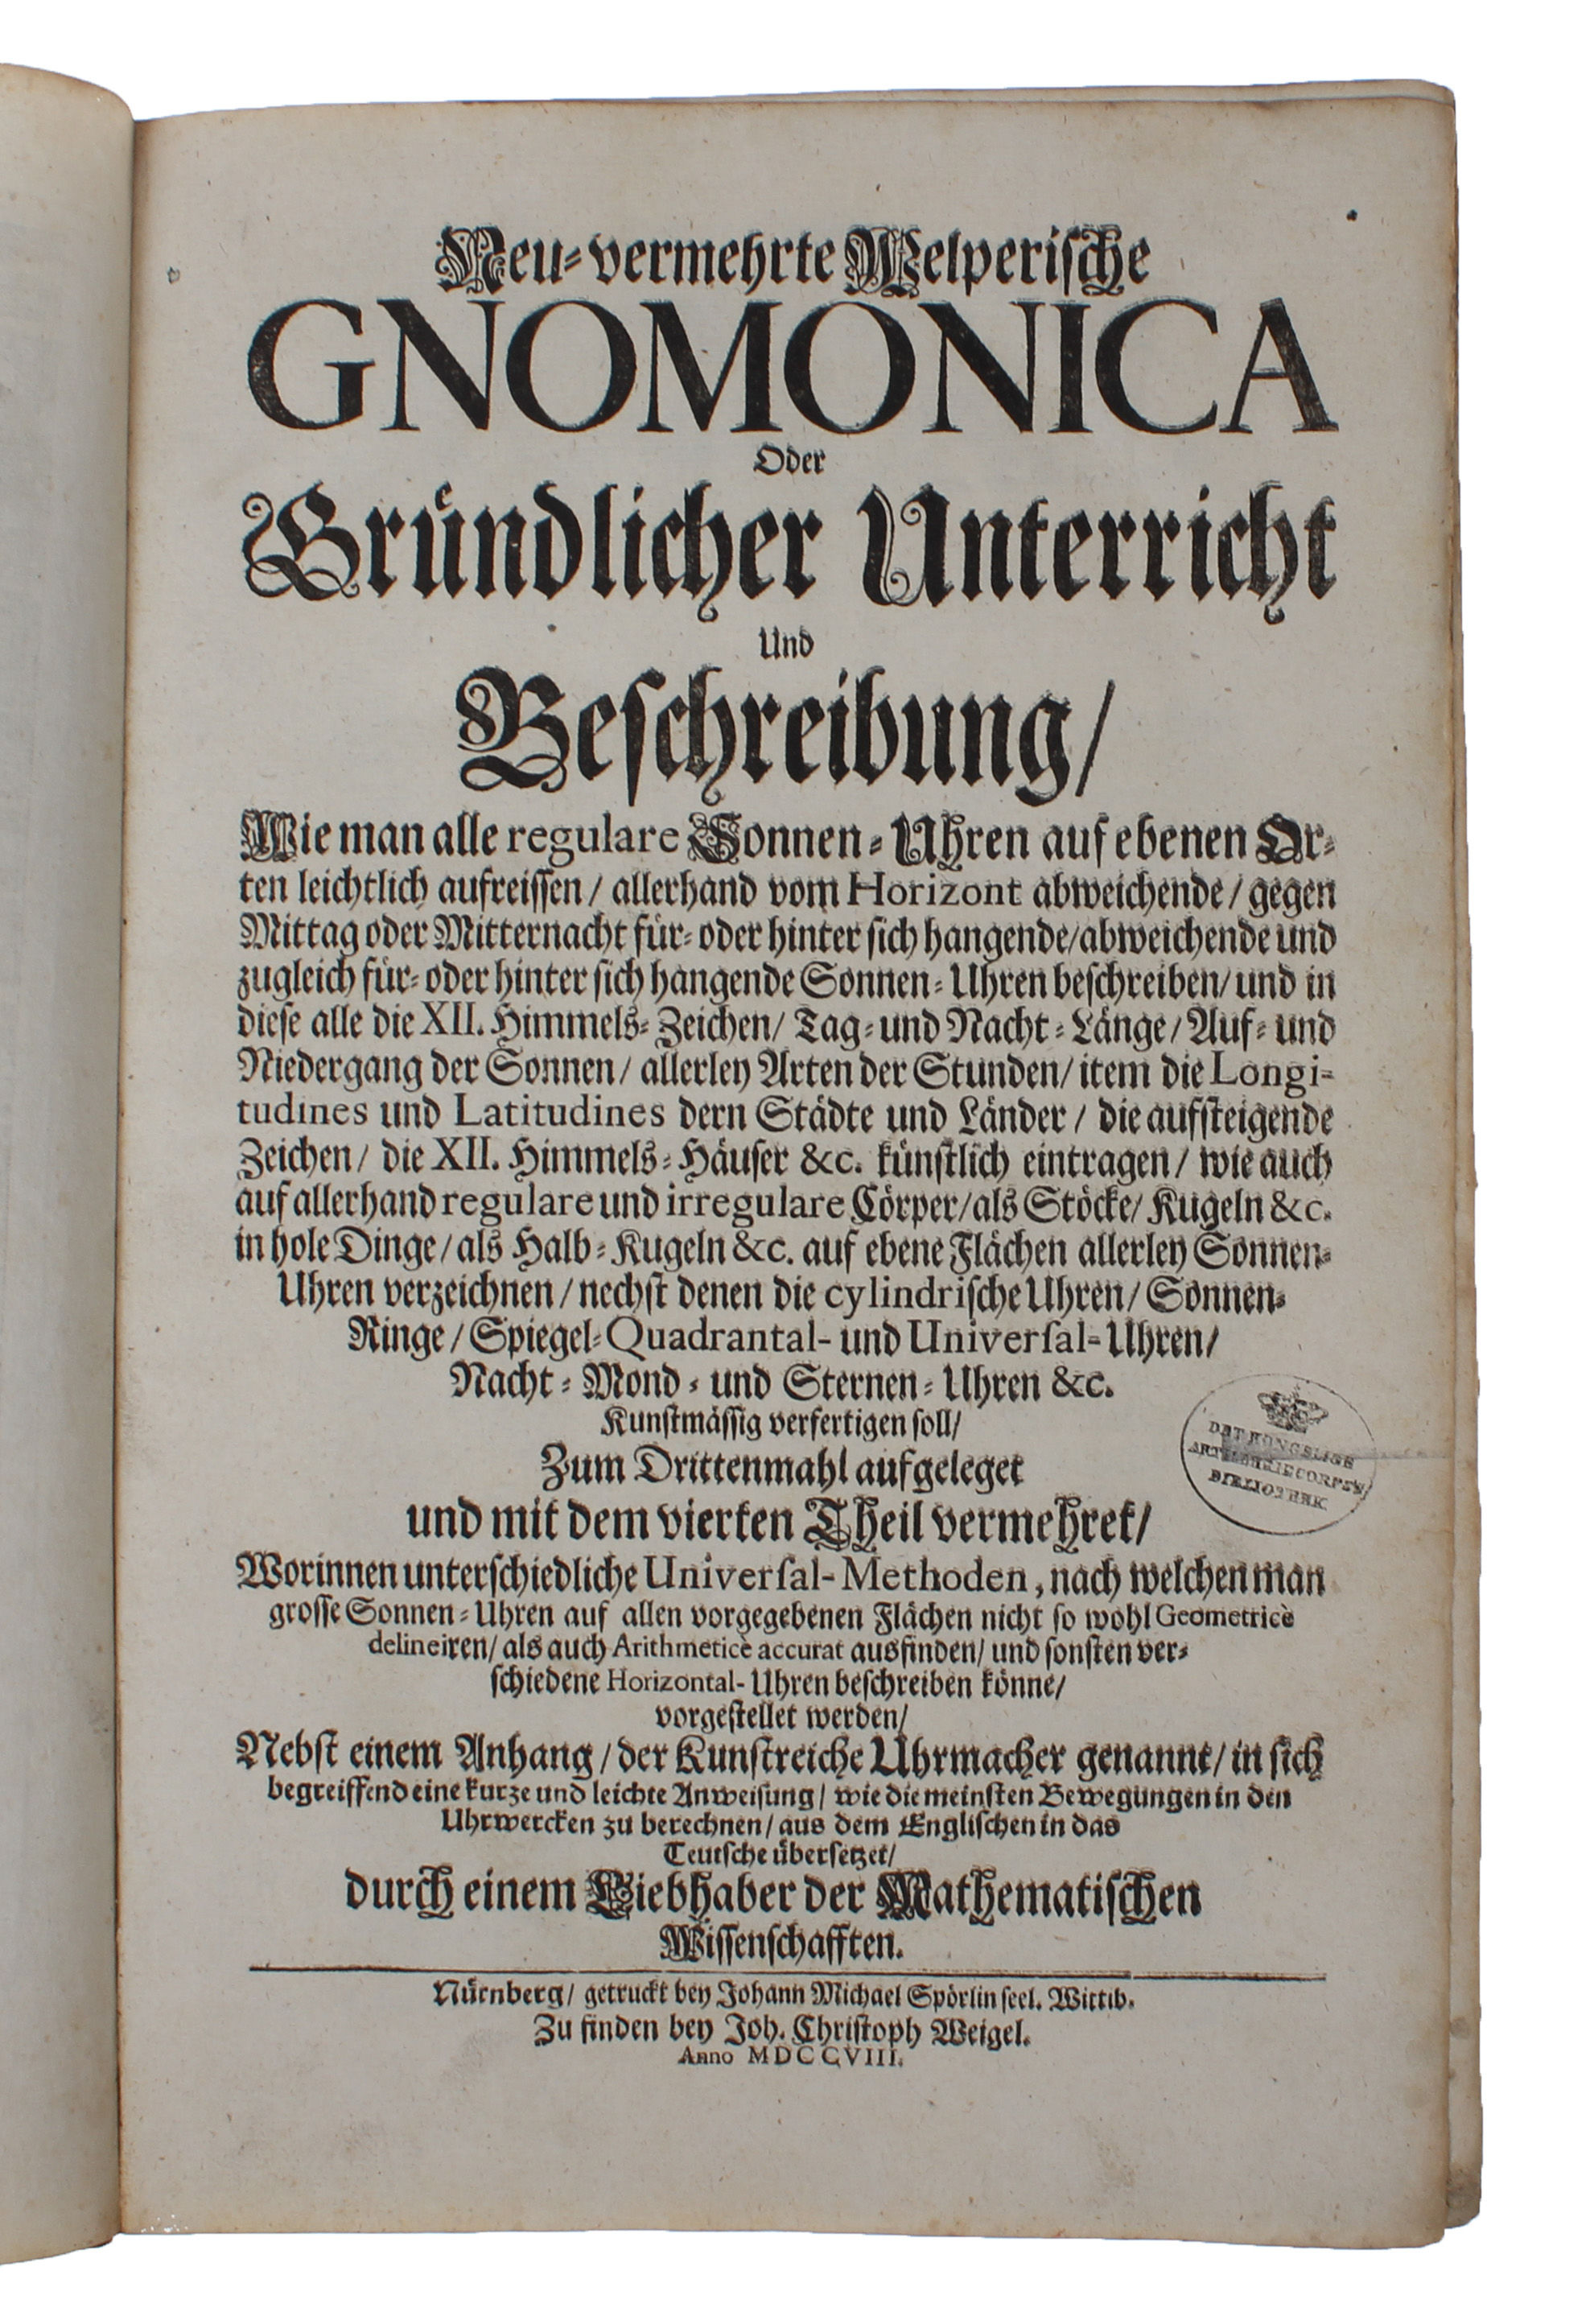 Neu-vermehrte Welperische
GNOMONICA
Oder
Gründlicher Unterricht
Und
Beschreibung/
Wie man alle regulare Sonnen-Uhren auf ebenen Or-
ten leichtlich aufreissen/ allerhand vom Horizont abweichende/ gegen
Mittag oder Mitternacht für- oder hinter sich hangende/abweichende und
zugleich für- oder hinter sich hangende Sonnen-Uhren beschreiben/ und in
diese alle die XII. Himmels-Zeichen/ Tag- und Nacht-Länge/ Auf- und
Niedergang der Sonnen/ allerley Arten der Stunden/ item die Longi-
tudines und Latitudines dern Städte und Länder/ die aufsteigende
Zeichen/ die XII. Himmels-Häuser &c. künstlich eintragen/ wie auch
auf allerhand regulare und irregulare Cörper/als Stöcke/ Kugeln &c.
in hole Dinge/als Halb-Kugeln &c. auf ebene Flächen allerley Sonnen-
Uhren verzeichnen/ nechst denen die cylindrische Uhren/ Sonnen-
Ringe/ Spiegel-Quadrantal- und Universal-Uhren/
Nacht-Mond- und Sternen-Uhren &c.
Kunstmässig verfertigen soll/
Zum Drittenmahl aufgeleget
und mit dem vierten Theil vermehret/
Worinnen unterschiedliche Universal-Methoden, nach welchen man
grosse Sonnen-Uhren auf allen vorgegebenen Flächen nicht so wohl Geometricè
delineiren/ als auch Arithmeticè accurat ausfinden/ und sonsten ver-
schiedene Horizontal-Uhren beschreiben könne/
vorgestellet werden/
Nebst einem Anhang/ der Kunstreiche Uhrmacher genannt/ in sich
begreiffend eine kurze und leichte Anweisung/ wie die meinsten Bewegungen in den
Uhrwercken zu berechnen/ aus dem Englischen in das
Teutsche übersetzet/
durch einem Liebhaber der Mathematischen
Wissenschafften.
Nürnberg/ getruckt bey Johann Michael Spörlin seel. Wittib.
Zu finden bey Joh. Christoph Weigel.
Anno MDCCVIII.
DET KONGELIGE
ARTILLERIECORPS'S
BIBLIOTHEK